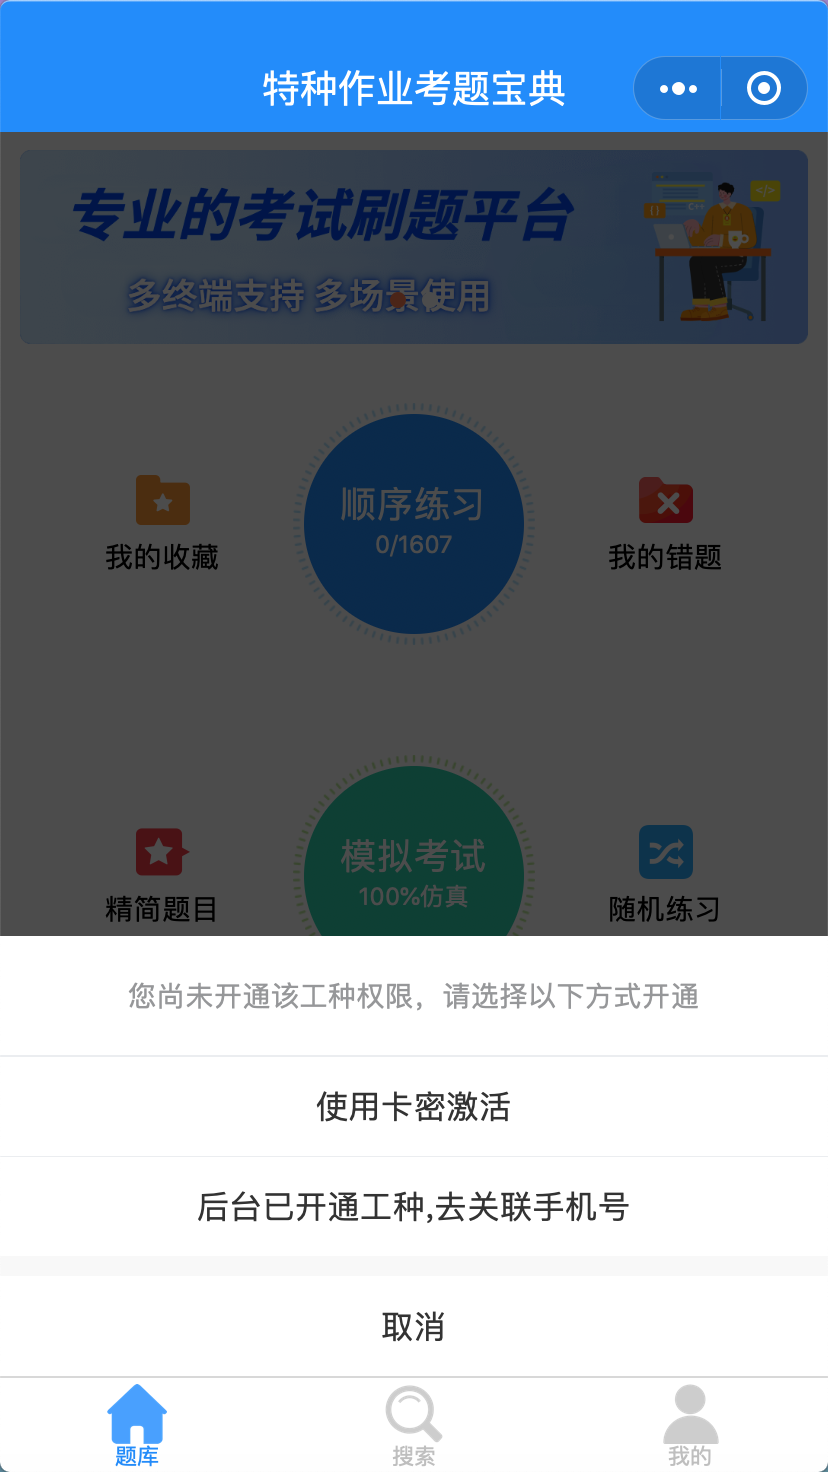 特种作业考题宝典
专业的考试刷题平台
</>
{}
C++
多终端支持 多场景使用
顺序练习
0/1607
我的收藏
我的错题
模拟考试
100%仿真
精简题目
随机练习
您尚未开通该工种权限，请选择以下方式开通
使用卡密激活
后台已开通工种,去关联手机号
取消
题库
搜索
我的